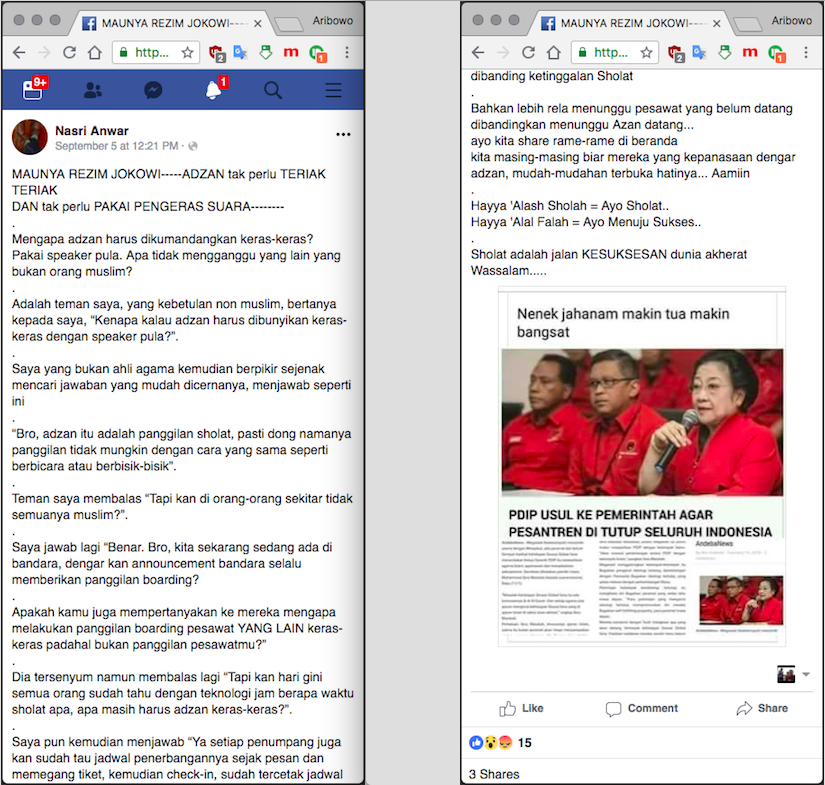 MAUNYA REZIM JOKOWI----
Aribowo
http...
2
1
9+
1
Nasri Anwar
September 5 at 12:21 PM ·
MAUNYA REZIM JOKOWI-----ADZAN tak perlu TERIAK
TERIAK
DAN tak perlu PAKAI PENGERAS SUARA--------
.
Mengapa adzan harus dikumandangkan keras-keras?
Pakai speaker pula. Apa tidak mengganggu yang lain yang
bukan orang muslim?
.
Adalah teman saya, yang kebetulan non muslim, bertanya
kepada saya, “Kenapa kalau adzan harus dibunyikan keras-
keras dengan speaker pula?”.
.
Saya yang bukan ahli agama kemudian berpikir sejenak
mencari jawaban yang mudah dicernanya, menjawab seperti
ini
.
“Bro, adzan itu adalah panggilan sholat, pasti dong namanya
panggilan tidak mungkin dengan cara yang sama seperti
berbicara atau berbisik-bisik”.
.
Teman saya membalas “Tapi kan di orang-orang sekitar tidak
semuanya muslim?”.
.
Saya jawab lagi “Benar. Bro, kita sekarang sedang ada di
bandara, dengar kan announcement bandara selalu
memberikan panggilan boarding?
.
Apakah kamu juga mempertanyakan ke mereka mengapa
melakukan panggilan boarding pesawat YANG LAIN keras-
keras padahal bukan panggilan pesawatmu?”
.
Dia tersenyum namun membalas lagi “Tapi kan hari gini
semua orang sudah tahu dengan teknologi jam berapa waktu
sholat apa, apa masih harus adzan keras-keras?”.
.
Saya pun kemudian menjawab “Ya setiap penumpang juga
kan sudah tau jadwal penerbangannya sejak pesan dan
memegang tiket, kemudian check-in, sudah tercetak jadwal
MAUNYA REZIM JOKOWI----
Aribowo
http...
2
1
dibanding ketinggalan Sholat
.
Bahkan lebih rela menunggu pesawat yang belum datang
dibandingkan menunggu Azan datang...
ayo kita share rame-rame di beranda
kita masing-masing biar mereka yang kepanasaan dengar
adzan, mudah-mudahan terbuka hatinya... Aamiin
.
Hayya 'Alash Sholah = Ayo Sholat..
Hayya 'Alal Falah = Ayo Menuju Sukses..
.
Sholat adalah jalan KESUKSESAN dunia akherat
Wassalam.....
Nenek jahanam makin tua makin
bangsat
PDIP USUL KE PEMERINTAH AGAR
PESANTREN DI TUTUP SELURUH INDONESIA
AndebaNews
Like
Comment
Share
15
3 Shares